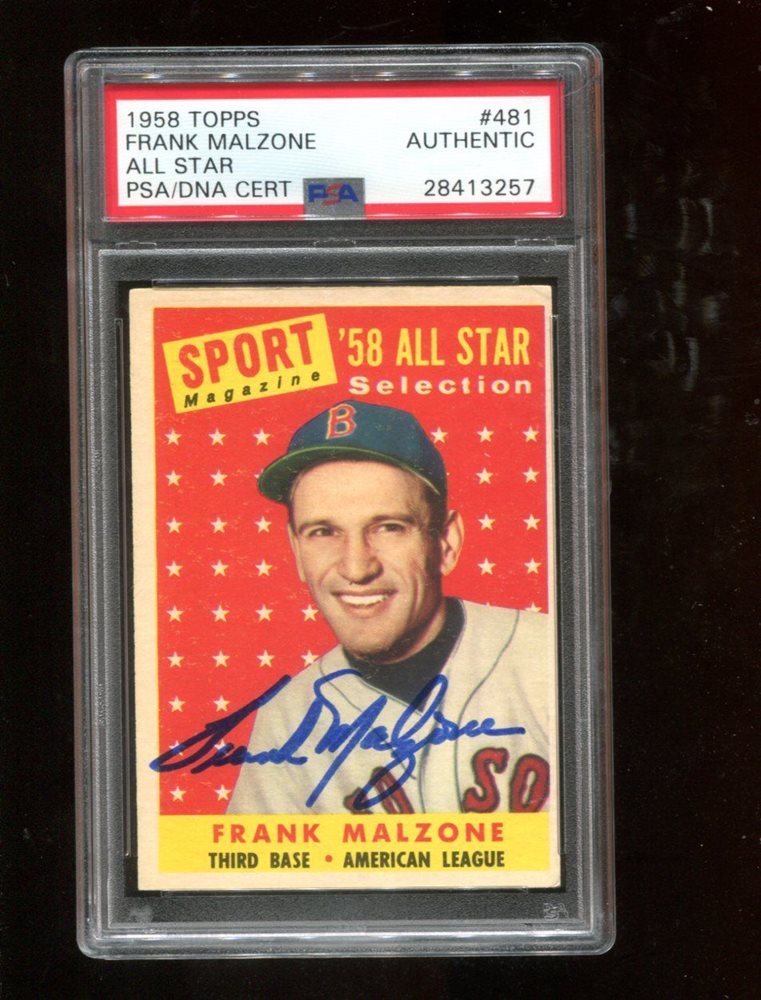 1958 TOPPS #481
FRANK MALZONE AUTHENTIC
ALL STAR
PSA/DNA CERT PSA 28413257
SPORT
Magazine
'58 ALL STAR
Selection
B
Frank Malzone
SO
FRANK MALZONE
THIRD BASE • AMERICAN LEAGUE